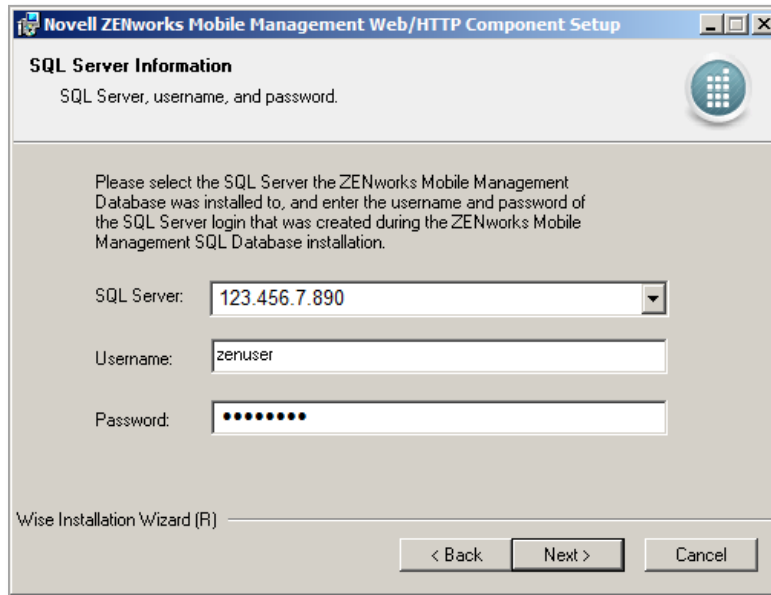 Novell ZENworks Mobile Management Web/HTTP Component Setup
SQL Server Information
SQL Server, username, and password.
Please select the SQL Server the ZENworks Mobile Management
Database was installed to, and enter the username and password of
the SQL Server login that was created during the ZENworks Mobile
Management SQL Database installation.
SQL Server: 123.456.7.890
Username: zenuser
Password: ••••••••
Wise Installation Wizard (R)
< Back Next > Cancel